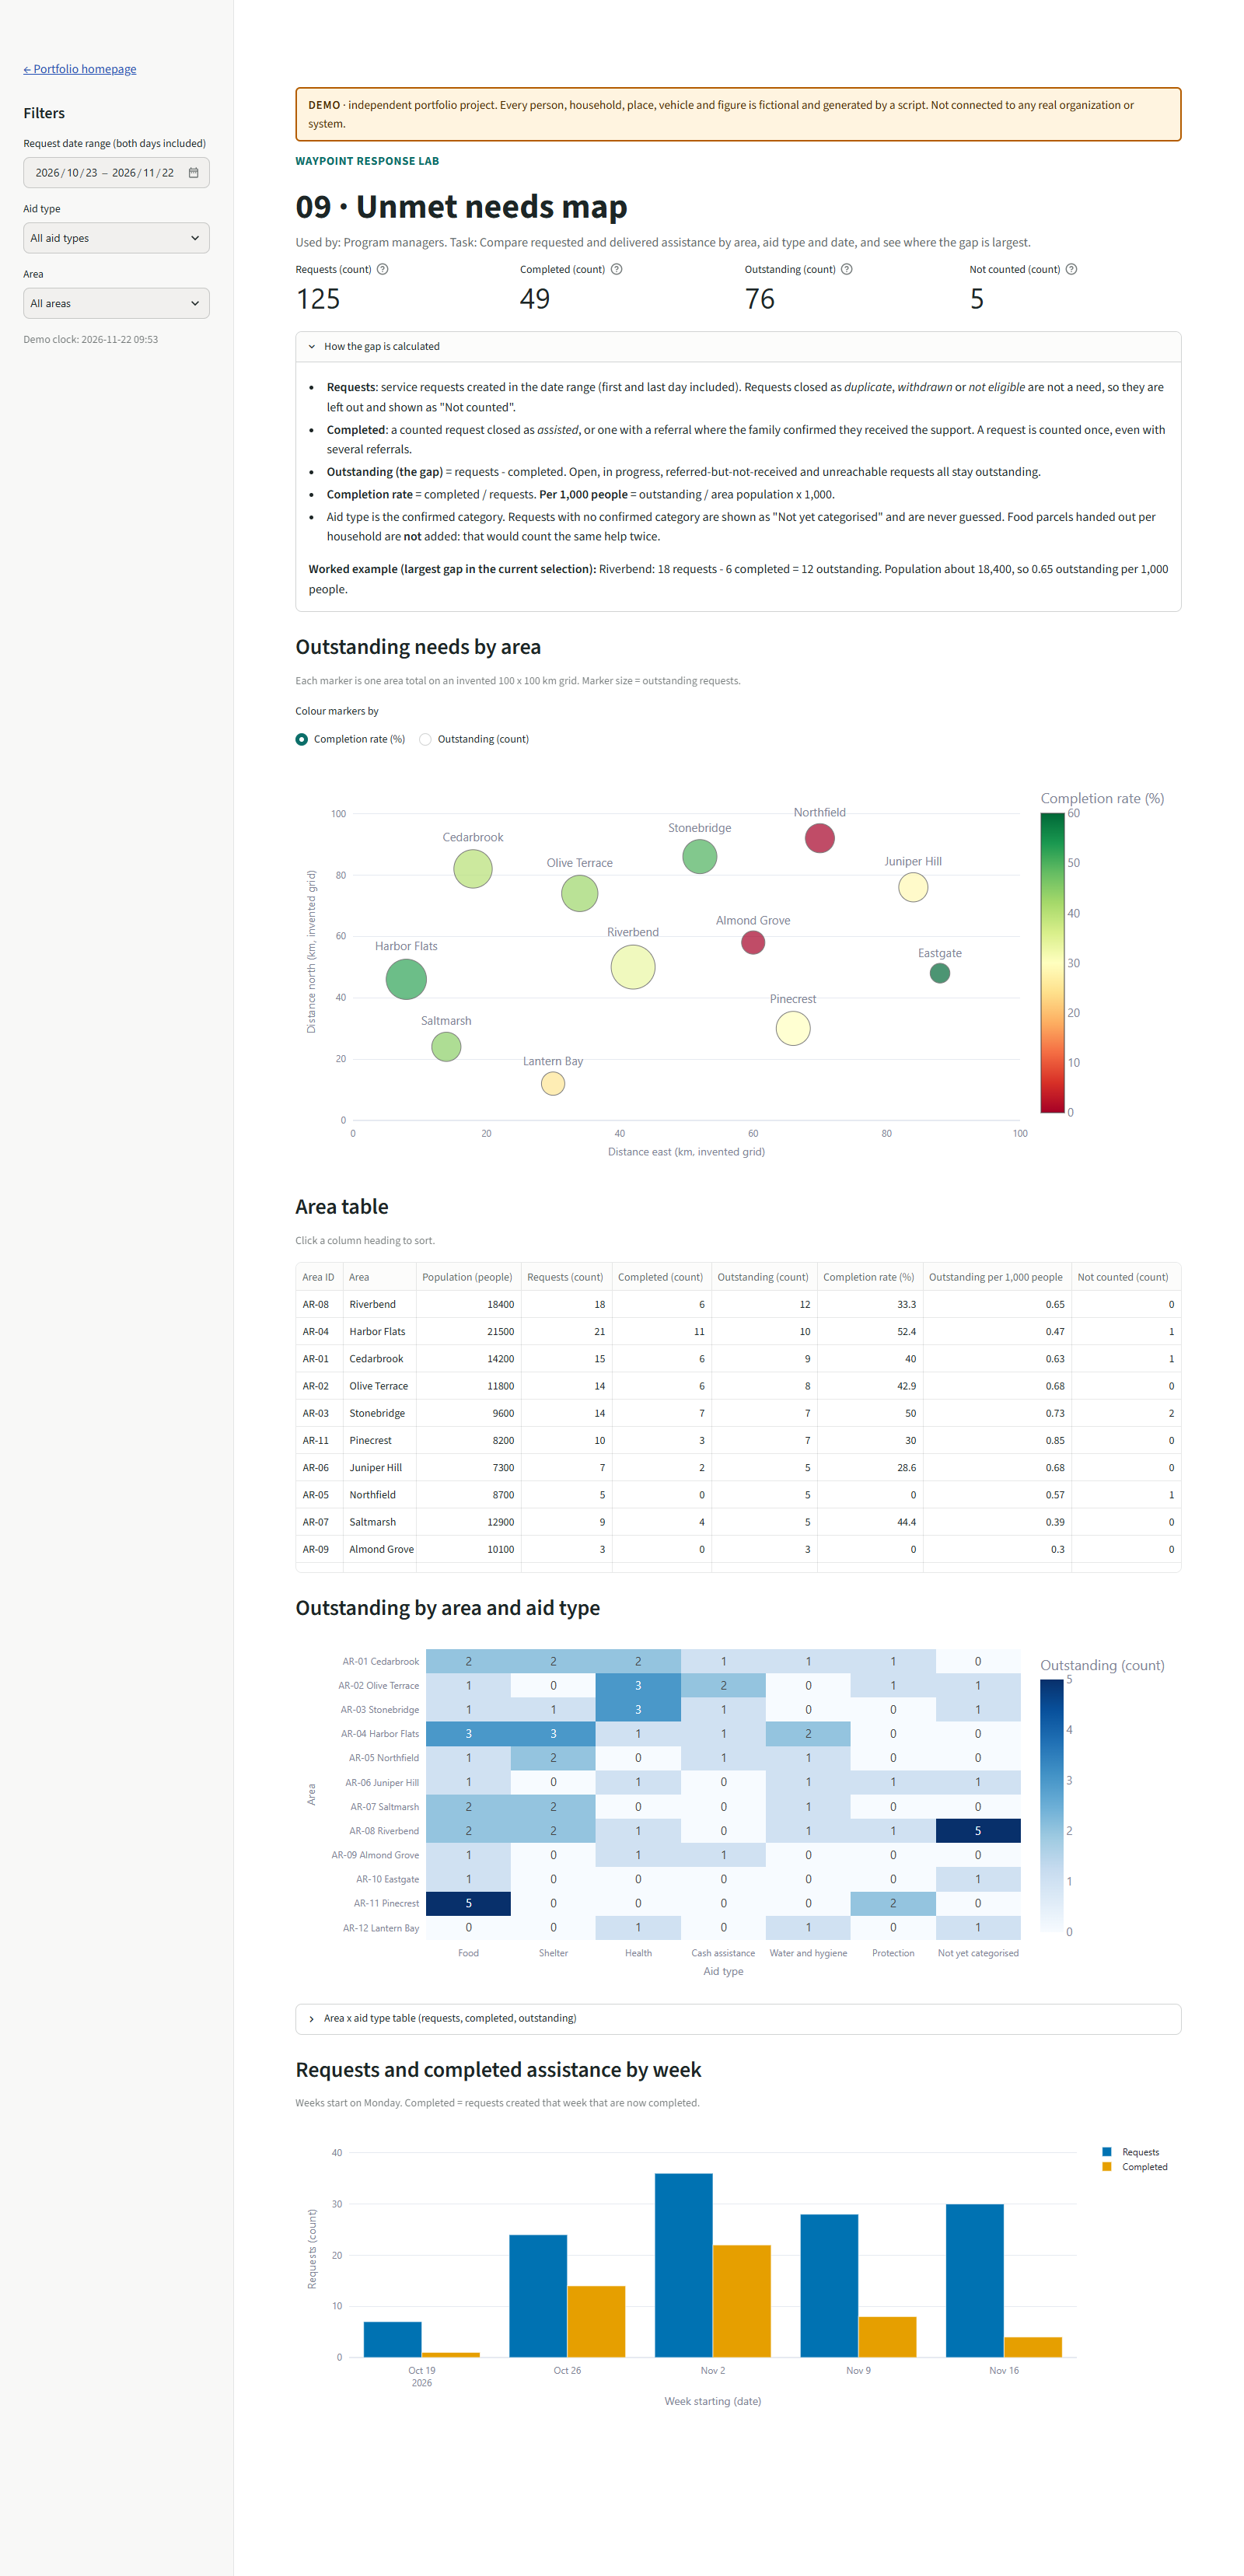 ← Portfolio homepage
Filters
Request date range (both days included)
2026/10/23 – 2026/11/22
Aid type
All aid types
Area
All areas
Demo clock: 2026-11-22 09:53
DEMO · independent portfolio project. Every person, household, place, vehicle and figure is fictional and generated by a script. Not connected to any real organization or
system.
WAYPOINT RESPONSE LAB
09 · Unmet needs map
Used by: Program managers. Task: Compare requested and delivered assistance by area, aid type and date, and see where the gap is largest.
Requests (count) Completed (count) Outstanding (count) Not counted (count)
125 49 76 5
How the gap is calculated
• Requests: service requests created in the date range (first and last day included). Requests closed as duplicate, withdrawn or not eligible are not a need, so they are
left out and shown as "Not counted".
• Completed: a counted request closed as assisted, or one with a referral where the family confirmed they received the support. A request is counted once, even with
several referrals.
• Outstanding (the gap) = requests - completed. Open, in progress, referred-but-not-received and unreachable requests all stay outstanding.
• Completion rate = completed / requests. Per 1,000 people = outstanding / area population x 1,000.
• Aid type is the confirmed category. Requests with no confirmed category are shown as "Not yet categorised" and are never guessed. Food parcels handed out per
household are not added: that would count the same help twice.
Worked example (largest gap in the current selection): Riverbend: 18 requests - 6 completed = 12 outstanding. Population about 18,400, so 0.65 outstanding per 1,000
people.
Outstanding needs by area
Each marker is one area total on an invented 100 x 100 km grid. Marker size = outstanding requests.
Colour markers by
Completion rate (%) Outstanding (count)
Completion rate (%)
Distance north (km, invented grid)
100
80
60
40
20
0
Northfield
Stonebridge
Cedarbrook
Olive Terrace
Juniper Hill
Almond Grove
Riverbend
Harbor Flats
Eastgate
Pinecrest
Saltmarsh
Lantern Bay
60
50
40
30
20
10
0
0 20 40 60 80 100
Distance east (km, invented grid)
Area table
Click a column heading to sort.
Area ID Area Population (people) Requests (count) Completed (count) Outstanding (count) Completion rate (%) Outstanding per 1,000 people Not counted (count)
AR-08 Riverbend 18400 18 6 12 33.3 0.65 0
AR-04 Harbor Flats 21500 21 11 10 52.4 0.47 1
AR-01 Cedarbrook 14200 15 6 9 40 0.63 1
AR-02 Olive Terrace 11800 14 6 8 42.9 0.68 0
AR-03 Stonebridge 9600 14 7 7 50 0.73 2
AR-11 Pinecrest 8200 10 3 7 30 0.85 0
AR-06 Juniper Hill 7300 7 2 5 28.6 0.68 0
AR-05 Northfield 8700 5 0 5 0 0.57 1
AR-07 Saltmarsh 12900 9 4 5 44.4 0.39 0
AR-09 Almond Grove 10100 3 0 3 0 0.3 0
Outstanding by area and aid type
Outstanding (count)
Area
AR-01 Cedarbrook 2 2 2 1 1 1 0
AR-02 Olive Terrace 1 0 3 2 0 1 1
AR-03 Stonebridge 1 1 3 1 0 0 1
AR-04 Harbor Flats 3 3 1 1 2 0 0
AR-05 Northfield 1 2 0 1 1 0 0
AR-06 Juniper Hill 1 0 1 0 1 1 1
AR-07 Saltmarsh 2 2 0 0 1 0 0
AR-08 Riverbend 2 2 1 0 1 1 5
AR-09 Almond Grove 1 0 1 1 0 0 0
AR-10 Eastgate 1 0 0 0 0 0 1
AR-11 Pinecrest 5 0 0 0 0 2 0
AR-12 Lantern Bay 0 0 1 0 1 0 1
Food Shelter Health Cash assistance Water and hygiene Protection Not yet categorised
Aid type
5
4
3
2
1
0
Area x aid type table (requests, completed, outstanding)
Requests and completed assistance by week
Weeks start on Monday. Completed = requests created that week that are now completed.
Requests (count)
40
30
20
10
0
Requests
Completed
Oct 19 Oct 26 Nov 2 Nov 9 Nov 16
2026
Week starting (date)